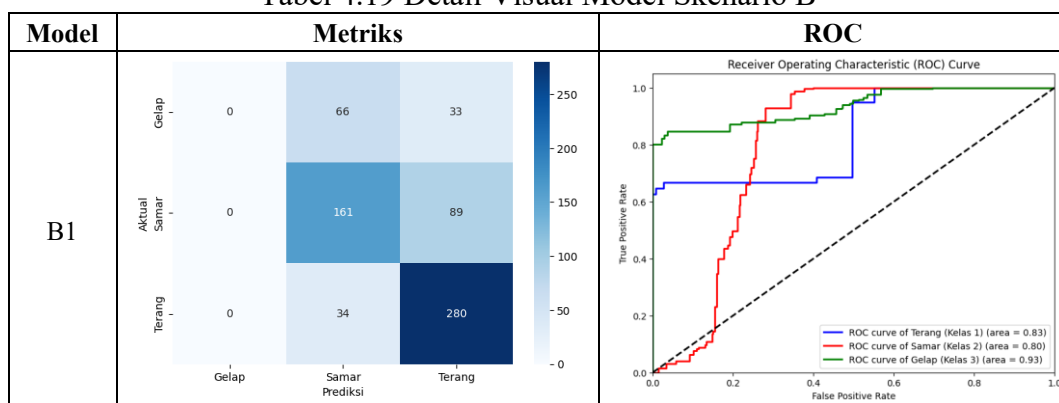 Tabel 4.19 Detail Visual Model Skenario B
Model
Metriks
ROC
B1
Gelap
0
66
33
Aktual
Samar
0
161
89
Terang
0
34
280
Gelap
Samar
Terang
Prediksi
250
200
150
100
50
0
Receiver Operating Characteristic (ROC) Curve
True Positive Rate
1.0
0.8
0.6
0.4
0.2
0.0
ROC curve of Terang (Kelas 1) (area = 0.83)
ROC curve of Samar (Kelas 2) (area = 0.80)
ROC curve of Gelap (Kelas 3) (area = 0.93)
0.0
0.2
0.4
0.6
0.8
1.0
False Positive Rate